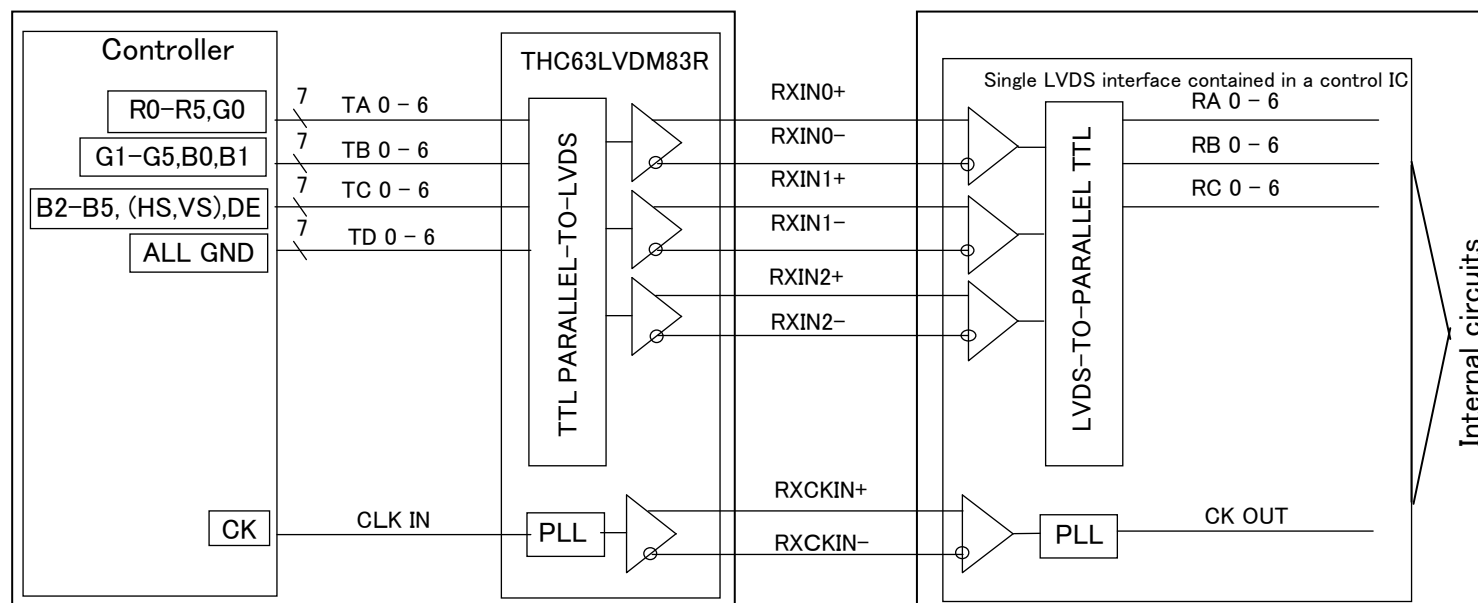 Controller
R0-R5,G0
G1-G5,B0,B1
B2-B5, (HS,VS),DE
ALL GND
CK
7
TA 0 - 6
7
TB 0 - 6
7
TC 0 - 6
7
TD 0 - 6
CLK IN
THC63LVDM83R
TTL PARALLEL-TO-LVDS
PLL
RXIN0+
RXIN0-
RXIN1+
RXIN1-
RXIN2+
RXIN2-
RXCKIN+
RXCKIN-
Single LVDS interface contained in a control IC
LVDS-TO-PARALLEL TTL
PLL
RA 0 - 6
RB 0 - 6
RC 0 - 6
CK OUT
Internal circuits